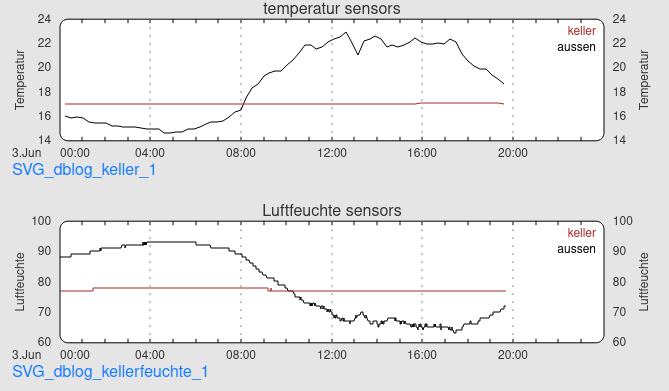 temperatur sensors
24 24
keller
22 22
aussen
20 20
Temperatur Temperatur
18 18
16 16
14 14
3.Jun 00:00 04:00 08:00 12:00 16:00 20:00
SVG_dblog_keller_1
Luftfeuchte sensors
100 100
keller
90 90
aussen
80 80
Luftfeuchte Luftfeuchte
70 70
60 60
3.Jun 00:00 04:00 08:00 12:00 16:00 20:00
SVG_dblog_kellerfeuchte_1